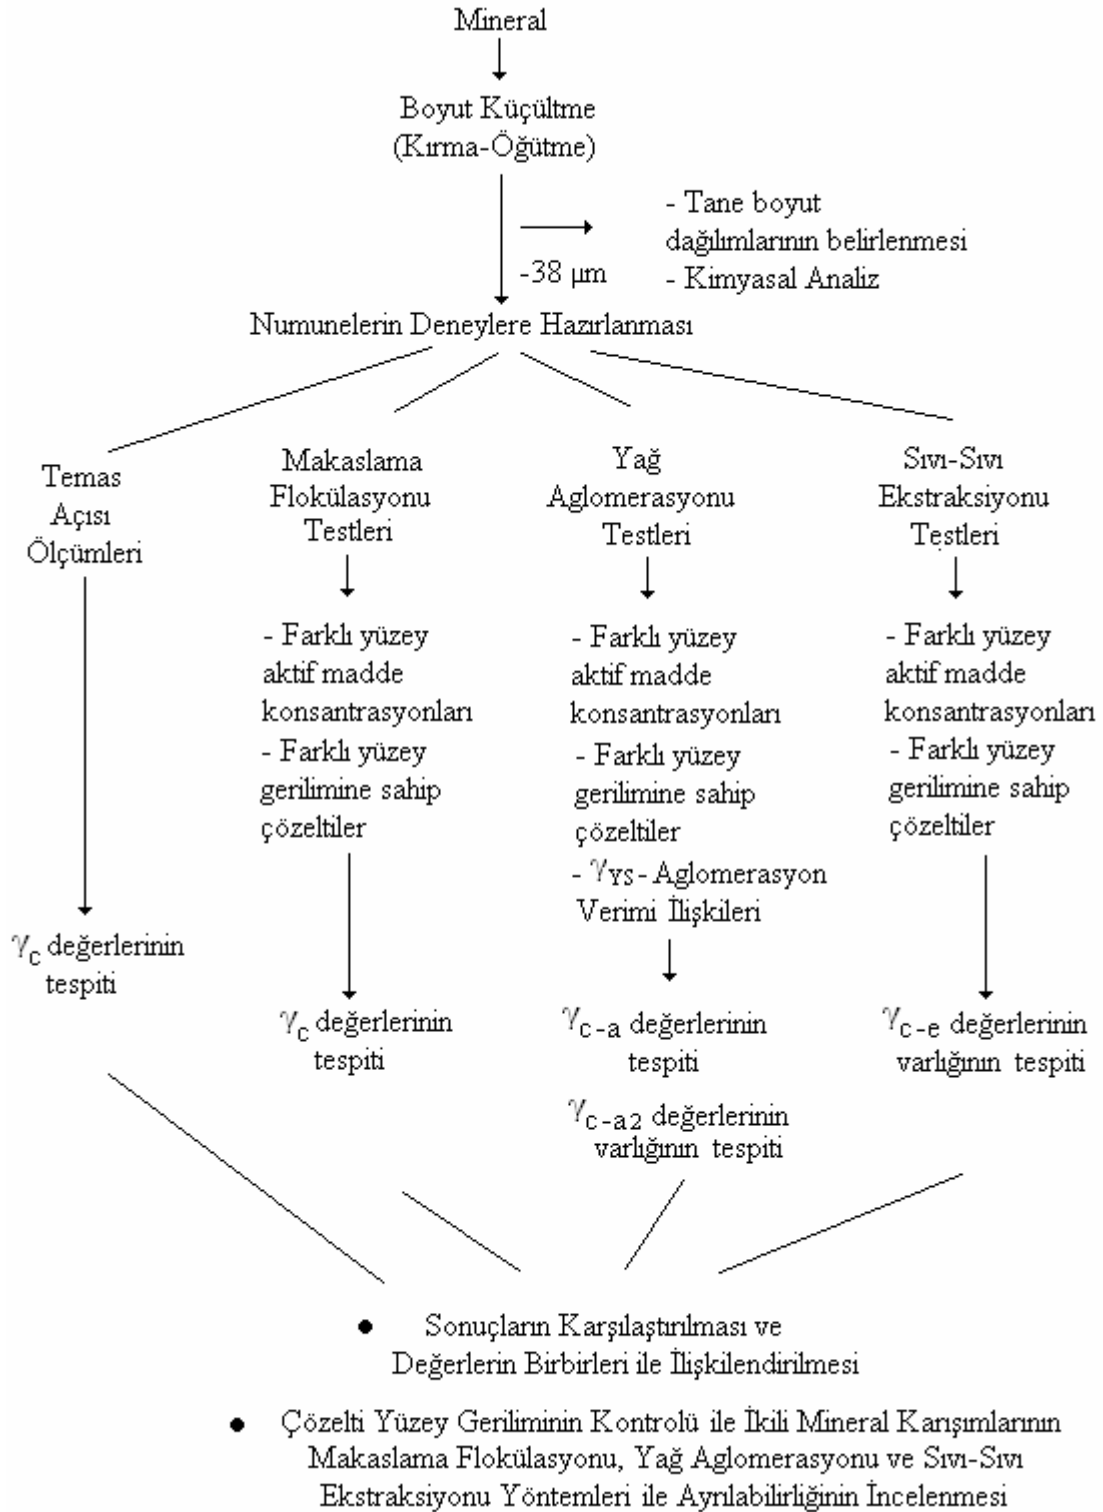 Mineral
Boyut Küçültme
(Kırma-Öğütme)
- Tane boyut
dağılımlarının belirlenmesi
- Kimyasal Analiz
-38 µm
Numunelerin Deneylere Hazırlanması
Temas
Açısı
Ölçümleri
γc değerlerinin
tespiti
Makaslama
Flokülasyonu
Testleri
- Farklı yüzey
aktif madde
konsantrasyonları
- Farklı yüzey
gerilimine sahip
çözeltiler
γc değerlerinin
tespiti
Yağ
Aglomerasyonu
Testleri
- Farklı yüzey
aktif madde
konsantrasyonları
- Farklı yüzey
gerilimine sahip
çözeltiler
- γYS - Aglomerasyon
Verimi İlişkileri
γc-a değerlerinin
tespiti
γc-a2 değerlerinin
varlığının tespiti
Sıvı-Sıvı
Ekstraksiyonu
Testleri
- Farklı yüzey
aktif madde
konsantrasyonları
- Farklı yüzey
gerilimine sahip
çözeltiler
γc-e değerlerinin
varlığının tespiti
● Sonuçların Karşılaştırılması ve
Değerlerin Birbirleri ile İlişkilendirilmesi
● Çözelti Yüzey Geriliminin Kontrolü ile İkili Mineral Karışımlarının
Makaslama Flokülasyonu, Yağ Aglomerasyonu ve Sıvı-Sıvı
Ekstraksiyonu Yöntemleri ile Ayrılabilirliğinin İncelenmesi